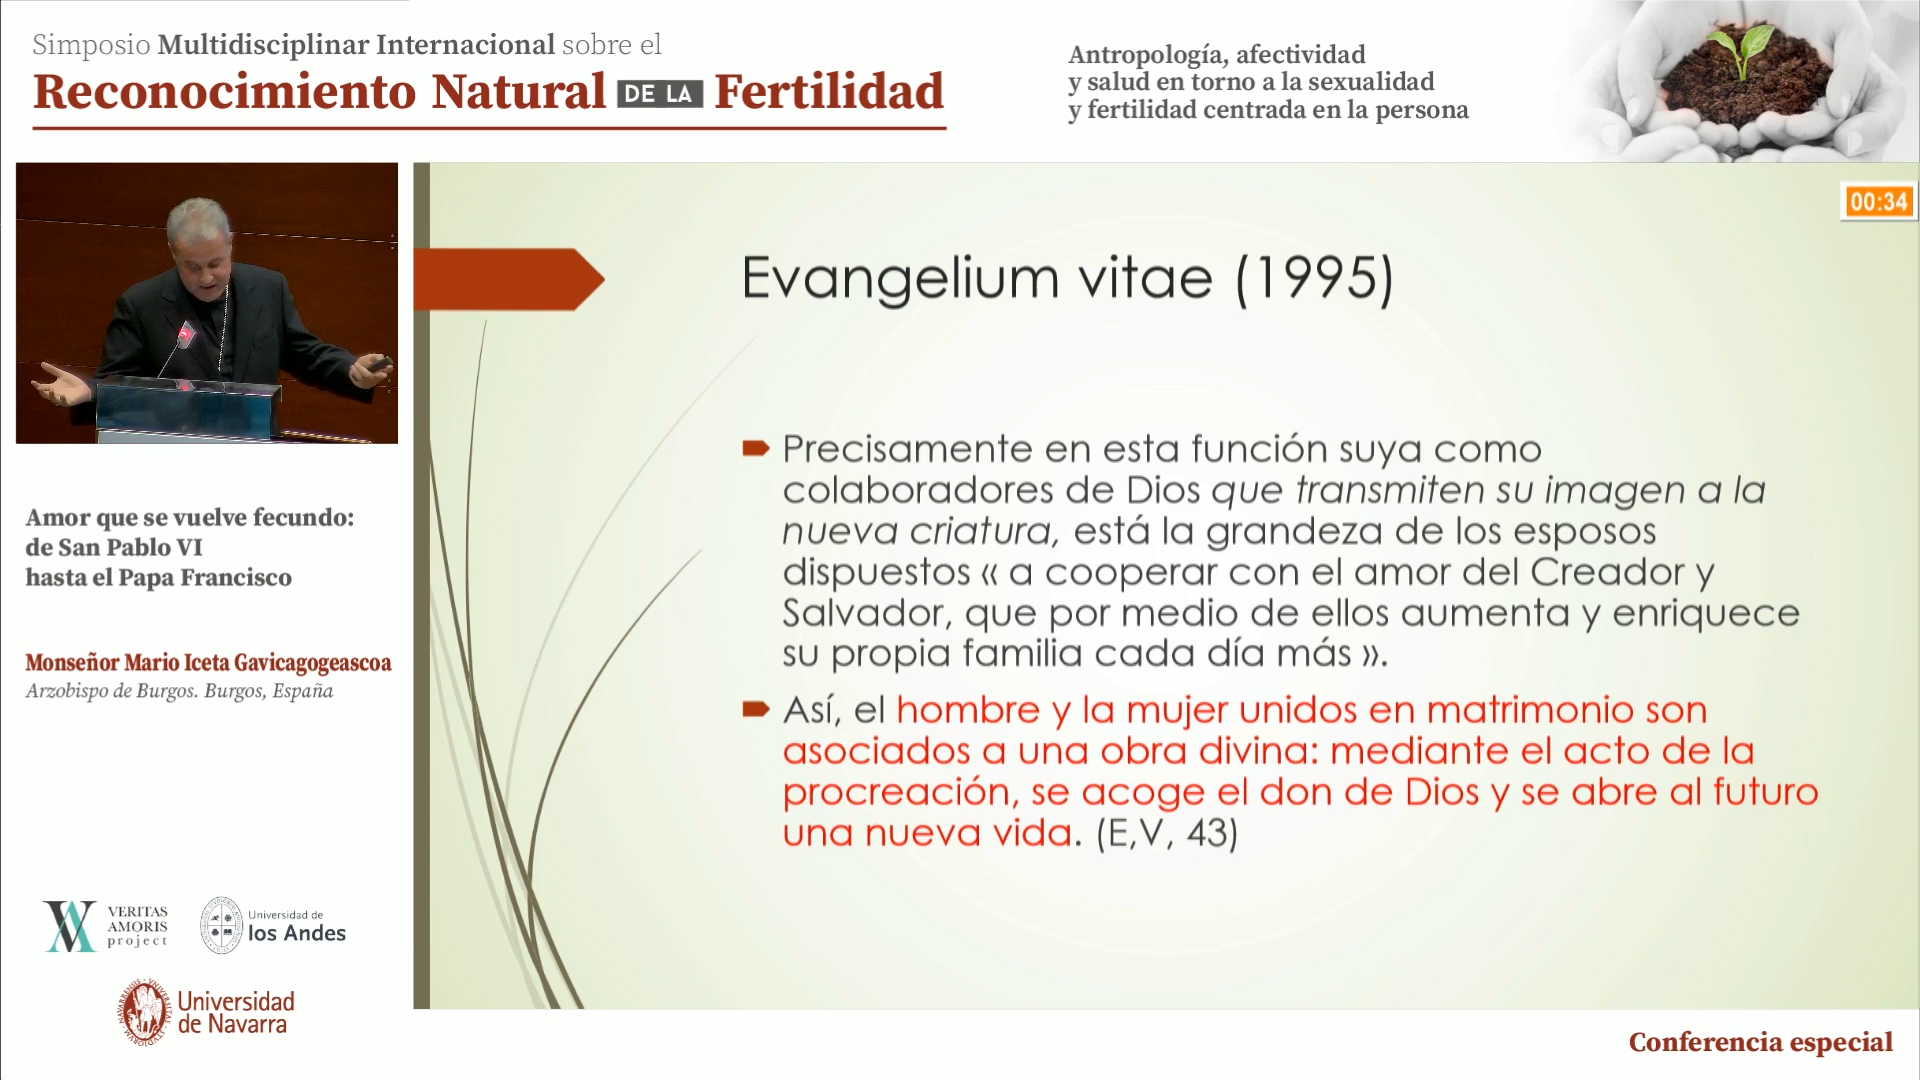 Simposio Multidisciplinar Internacional sobre el
Reconocimiento Natural DE LA Fertilidad
Antropología, afectividad
y salud en torno a la sexualidad
y fertilidad centrada en la persona
00:34
Evangelium vitae (1995)
Precisamente en esta función suya como
colaboradores de Dios que transmiten su imagen a la
nueva criatura, está la grandeza de los esposos
dispuestos « a cooperar con el amor del Creador y
Salvador, que por medio de ellos aumenta y enriquece
su propia familia cada día más ».
Así, el hombre y la mujer unidos en matrimonio son
asociados a una obra divina: mediante el acto de la
procreación, se acoge el don de Dios y se abre al futuro
una nueva vida. (E,V, 43)
Amor que se vuelve fecundo:
de San Pablo VI
hasta el Papa Francisco
Monseñor Mario Iceta Gavicagogeascoa
Arzobispo de Burgos. Burgos, España
VERITAS
AMORIS
project
Universidad de
los Andes
Universidad
de Navarra
Conferencia especial